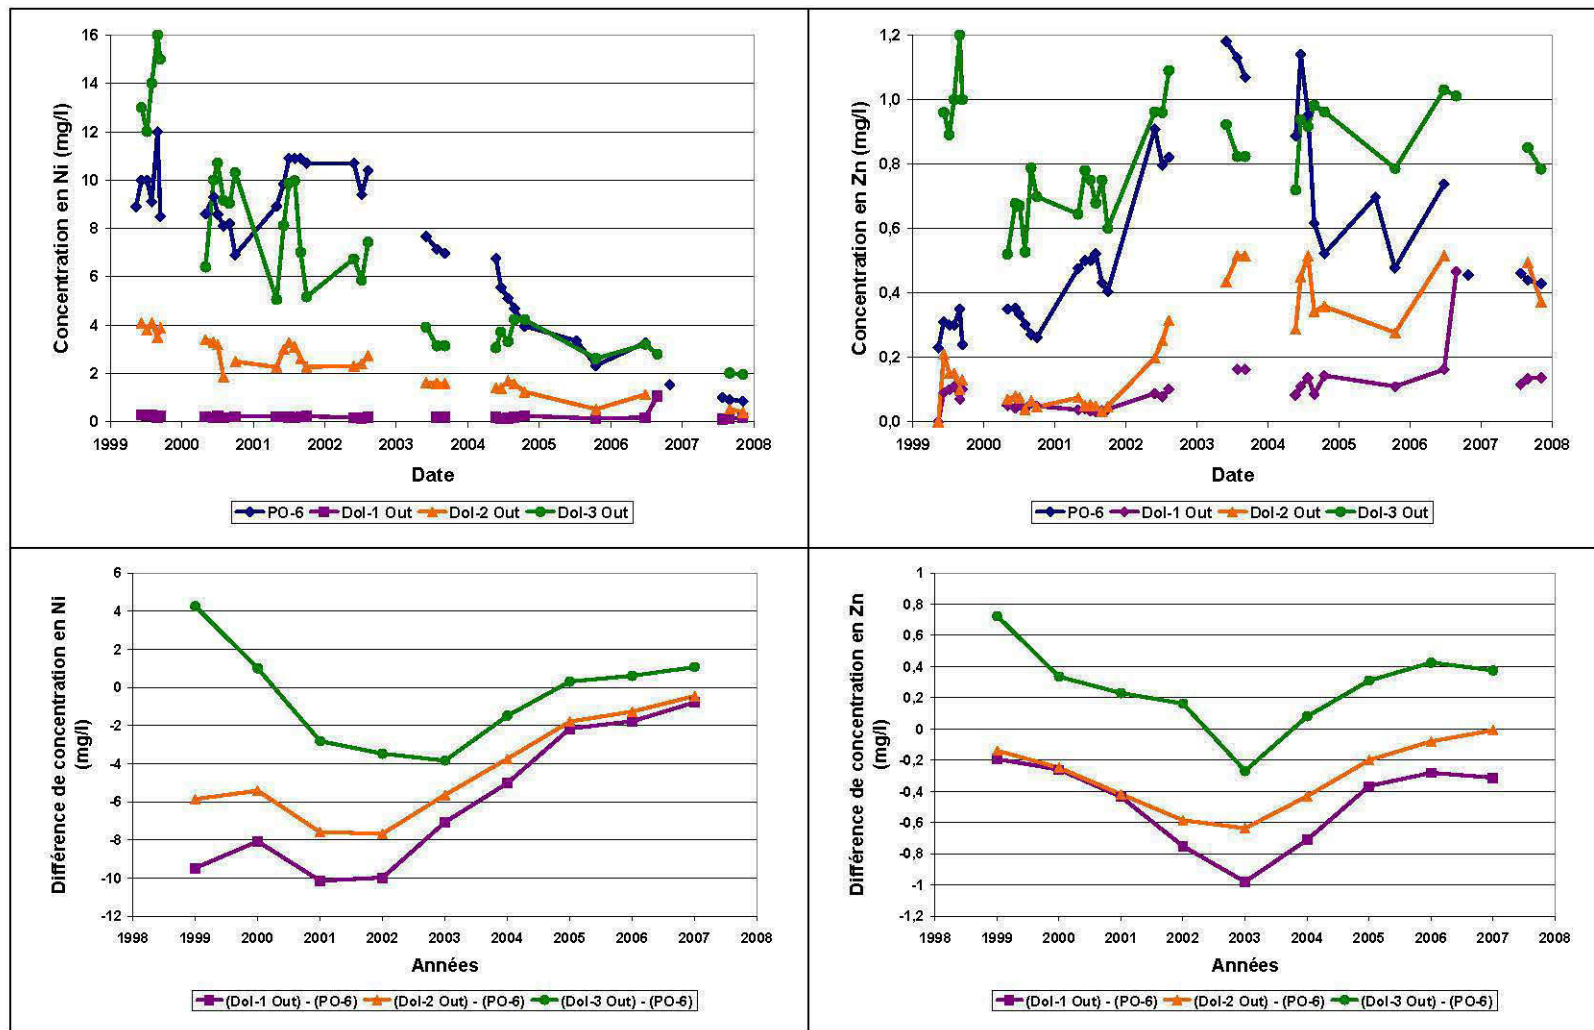 Concentration en Ni (mg/l)
16
14
12
10
8
6
4
2
0
1999 2000 2001 2002 2003 2004 2005 2006 2007 2008
Date
PO-6 Dol-1 Out Dol-2 Out Dol-3 Out
Concentration en Zn (mg/l)
1,2
1,0
0,8
0,6
0,4
0,2
0,0
1999 2000 2001 2002 2003 2004 2005 2006 2007 2008
Date
PO-6 Dol-1 Out Dol-2 Out Dol-3 Out
Différence de concentration en Ni
(mg/l)
6
4
2
0
-2
-4
-6
-8
-10
-12
1998 1999 2000 2001 2002 2003 2004 2005 2006 2007 2008
Années
(Dol-1 Out) - (PO-6) (Dol-2 Out) - (PO-6) (Dol-3 Out) - (PO-6)
Différence de concentration en Zn
(mg/l)
1
0,8
0,6
0,4
0,2
0
-0,2
-0,4
-0,6
-0,8
-1
-1,2
1998 1999 2000 2001 2002 2003 2004 2005 2006 2007 2008
Années
(Dol-1 Out) - (PO-6) (Dol-2 Out) - (PO-6) (Dol-3 Out) - (PO-6)